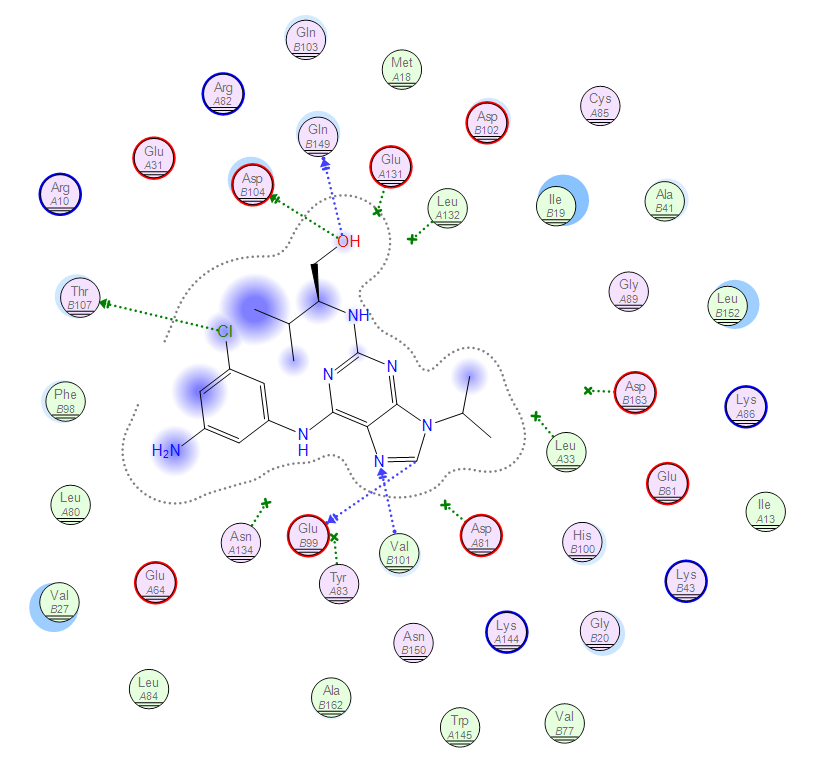 Gln
B103
Met
A18
Arg
A82
Cys
A85
Asp
B102
Gln
B149
Glu
A31
Glu
A131
Asp
B104
Arg
A10
Leu
A132
Ile
B19
Ala
B41
OH
Thr
B107
Gly
A89
Leu
B152
NH
Cl
N
N
Phe
B98
Asp
B163
Lys
A86
N
H₂N
N
H
N
N
Leu
A33
Glu
B61
Leu
A80
Ile
A13
Asn
A134
Glu
B99
Val
B101
Asp
A81
His
B100
Glu
A64
Tyr
A83
Lys
B43
Val
B27
Asn
B150
Lys
A144
Gly
B20
Leu
A84
Ala
B162
Trp
A145
Val
B77